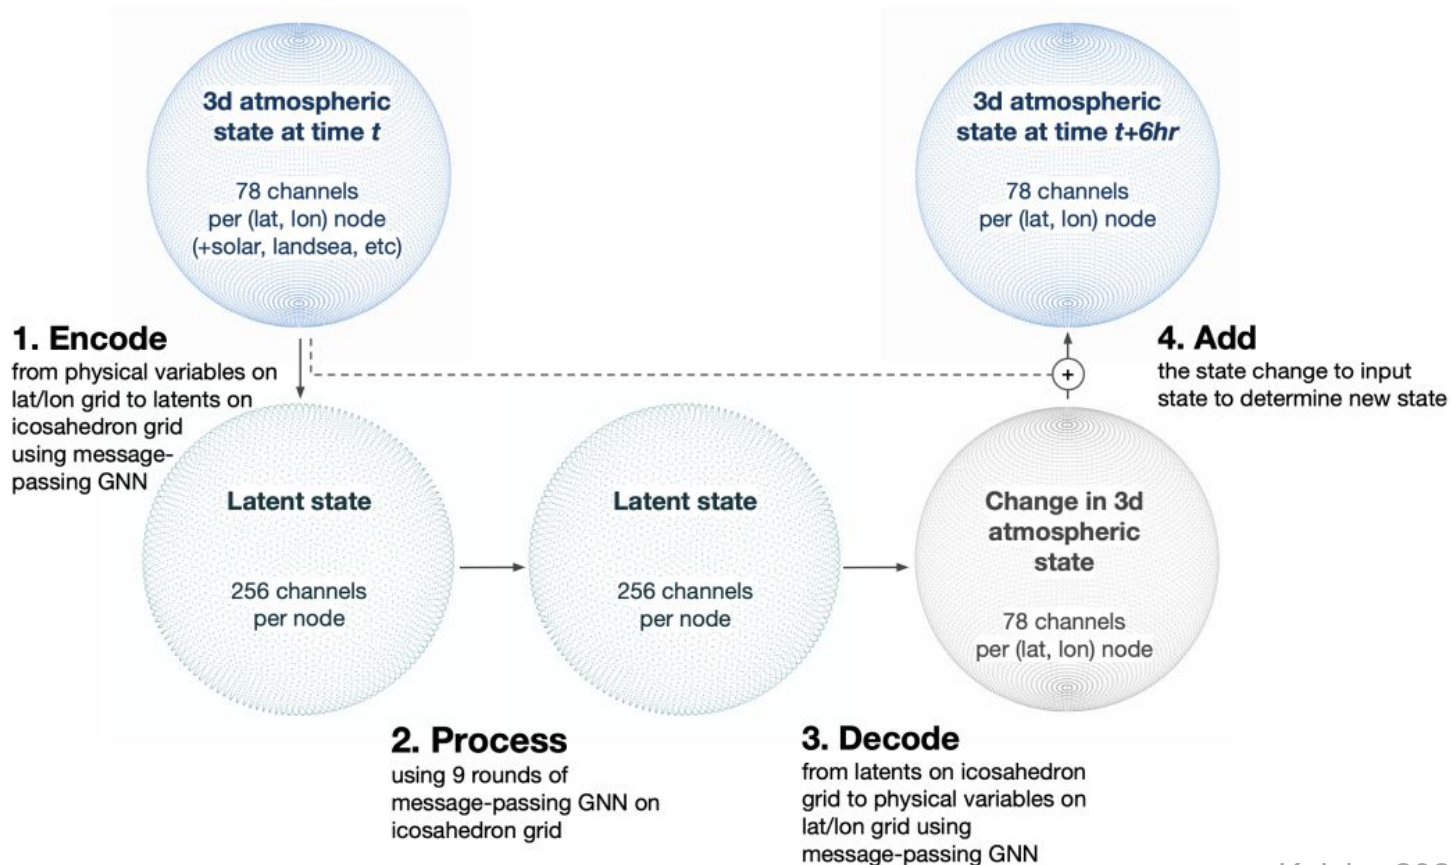 3d atmospheric
state at time t
78 channels
per (lat, lon) node
(+solar, landsea, etc)
3d atmospheric
state at time t+6hr
78 channels
per (lat, lon) node
1. Encode
from physical variables on
lat/lon grid to latents on
icosahedron grid
using message-
passing GNN
4. Add
the state change to input
state to determine new state
+
Latent state
256 channels
per node
Latent state
256 channels
per node
Change in 3d
atmospheric
state
78 channels
per (lat, lon) node
2. Process
using 9 rounds of
message-passing GNN on
icosahedron grid
3. Decode
from latents on icosahedron
grid to physical variables on
lat/lon grid using
message-passing GNN